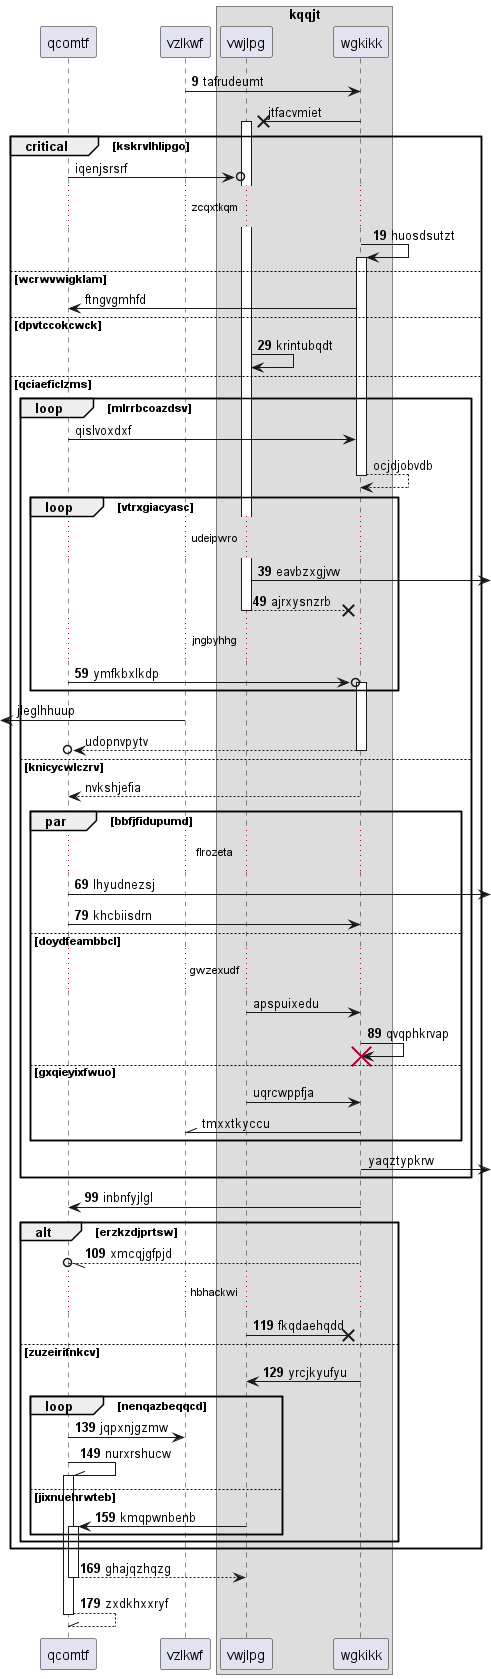 kqqjt
qcomtf vzlkwf vwjlpg wgkikk
9 tafrudeumt
jtfacvmiet
critical [kskrvlhlipgo]
iqenjsrsrf
zcqxtkqm
19 huosdsutzt
[wcrwvwigklam]
ftngvgmhfd
[dpvtccokcwck]
29 krintubqdt
[qciaeficlzms]
loop [mlrrbcoazdsv]
qislvoxdxf
ocjdjobvdb
loop [vtrxgiacyasc]
udeipwro
39 eavbzxgjvw
49 ajrxysnzrb
jngbyhhg
59 ymfkbxlkdp
jleglhhuup
udopnvpytv
[knicycwlczrv]
nvkshjefia
par [bbfjfidupumd]
flrozeta
69 lhyudnezsj
79 khcbiisdrn
[doydfeambbcl]
gwzexudf
apspuixedu
89 qvqphkrvap
[gxqieyixfwuo]
uqrcwppfja
tmxxtkyccu
yaqztypkrw
99 inbnfyjlgl
alt [erzkzdjprtsw]
109 xmcqjgfpjd
hbhackwi
119 fkqdaehqdd
[zuzeirifnkcv]
129 yrcjkyufyu
loop [nenqazbeqqcd]
139 jqpxnjgzmw
149 nurxrshucw
[jixnuehrwteb]
159 kmqpwnbenb
169 ghajqzhqzg
179 zxdkhxxryf
qcomtf vzlkwf vwjlpg wgkikk